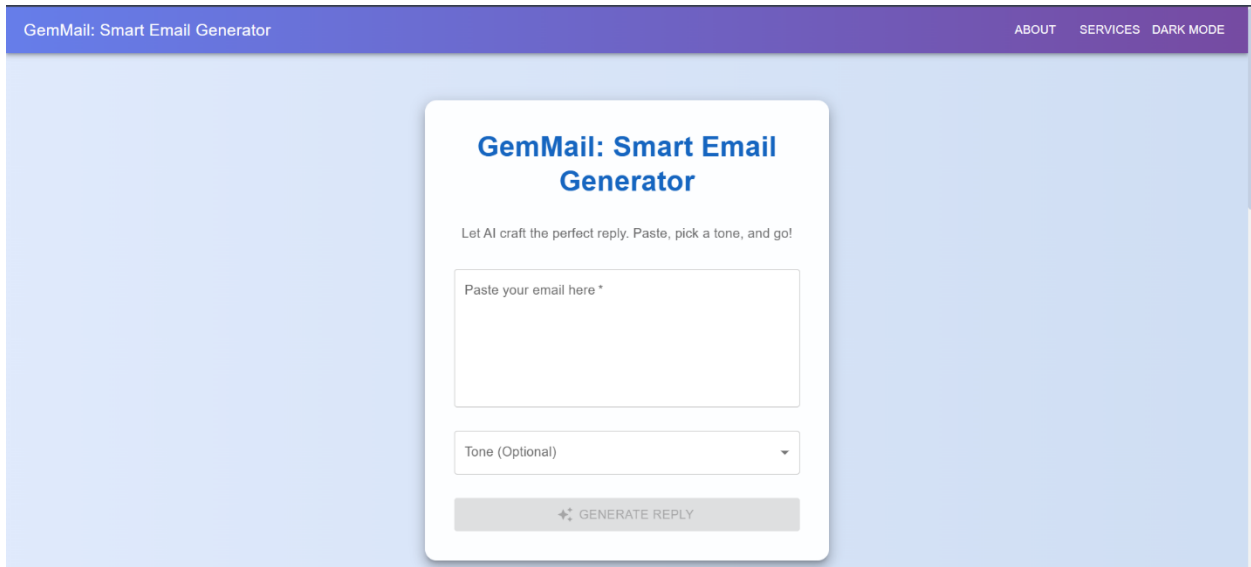 GemMail: Smart Email Generator
ABOUT SERVICES DARK MODE
GemMail: Smart Email
Generator
Let AI craft the perfect reply. Paste, pick a tone, and go!
Paste your email here *
Tone (Optional)
GENERATE REPLY